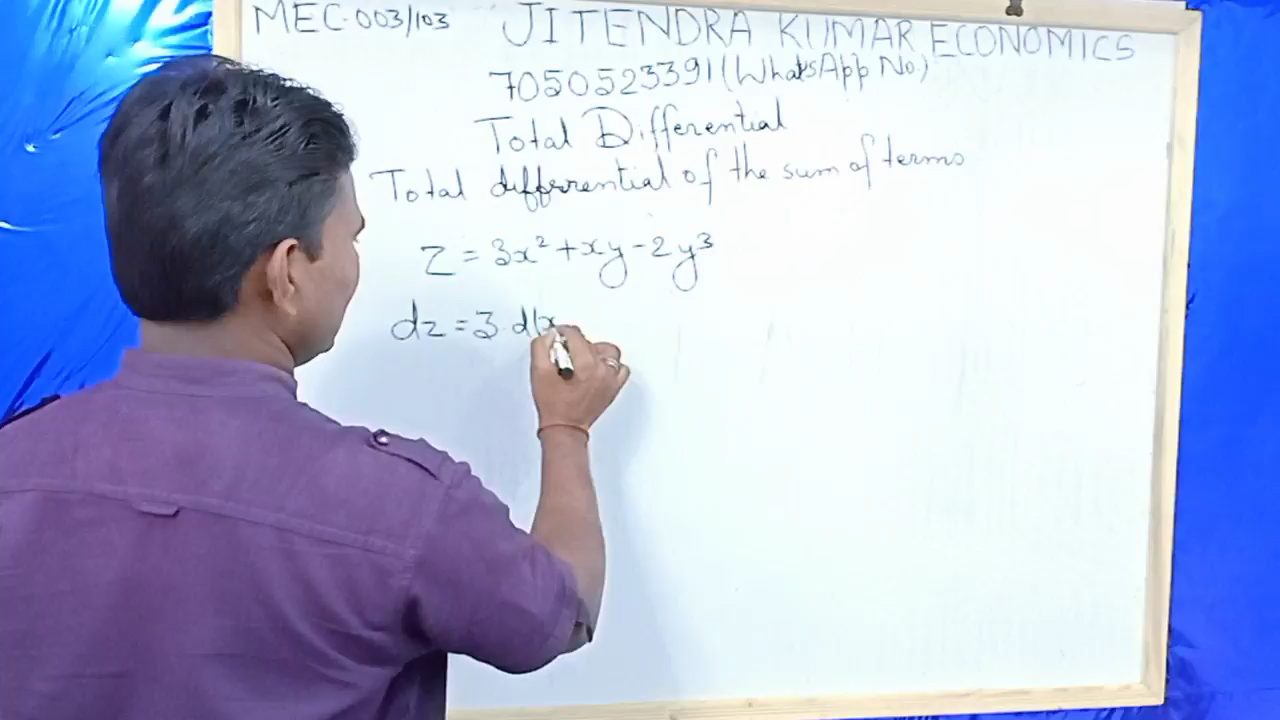 MEC-003/103
JITENDRA KUMAR ECONOMICS
7050523391 (WhatsApp No.)
Total Differential
Total differential of the sum of terms
Z = 3x² + xy - 2y³
dz = 3 d(x